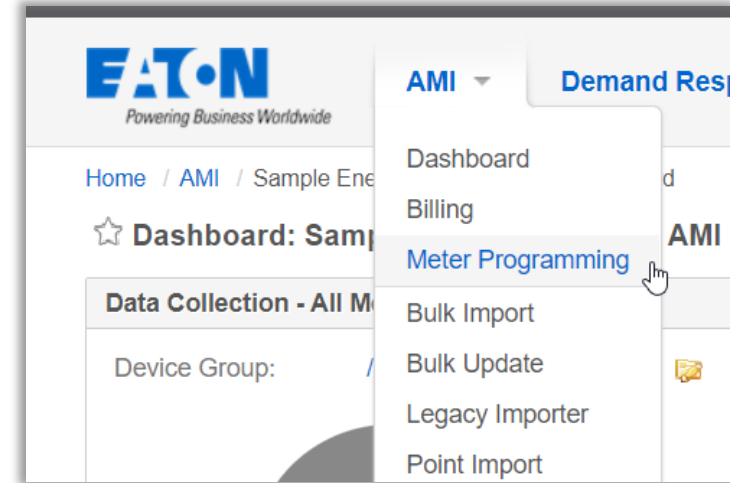 EATON
Powering Business Worldwide
AMI Demand Resp
Home / AMI / Sample Ene d
Dashboard: Samp AMI
Data Collection - All M
Device Group: /
Dashboard
Billing
Meter Programming
Bulk Import
Bulk Update
Legacy Importer
Point Import